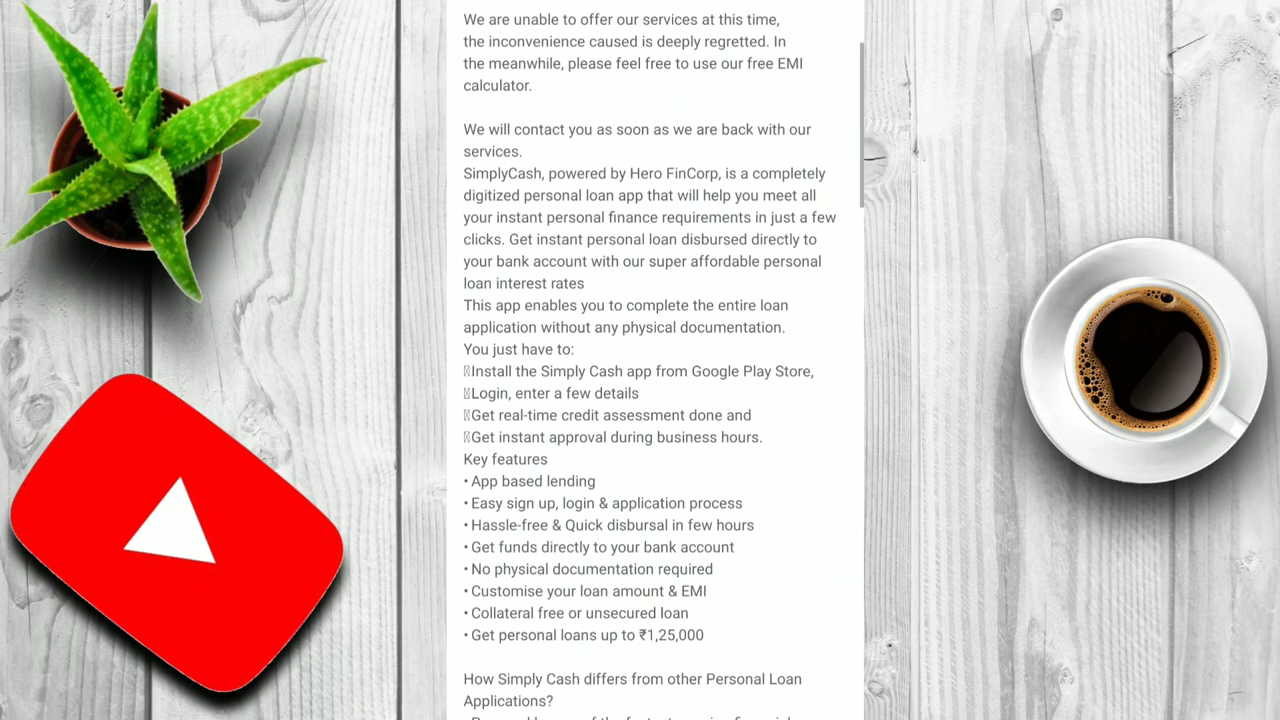 We are unable to offer our services at this time,
the inconvenience caused is deeply regretted. In
the meanwhile, please feel free to use our free EMI
calculator.
We will contact you as soon as we are back with our
services.
SimplyCash, powered by Hero FinCorp, is a completely
digitized personal loan app that will help you meet all
your instant personal finance requirements in just a few
clicks. Get instant personal loan disbursed directly to
your bank account with our super affordable personal
loan interest rates
This app enables you to complete the entire loan
application without any physical documentation.
You just have to:
Install the Simply Cash app from Google Play Store,
Login, enter a few details
Get real-time credit assessment done and
Get instant approval during business hours.
Key features
• App based lending
• Easy sign up, login & application process
• Hassle-free & Quick disbursal in few hours
• Get funds directly to your bank account
• No physical documentation required
• Customise your loan amount & EMI
• Collateral free or unsecured loan
• Get personal loans up to ₹1,25,000
How Simply Cash differs from other Personal Loan
Applications?